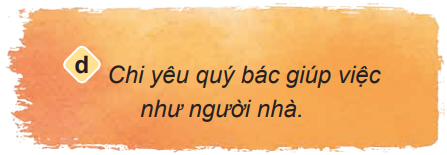 d Chi yêu quý bác giúp việc
như người nhà.